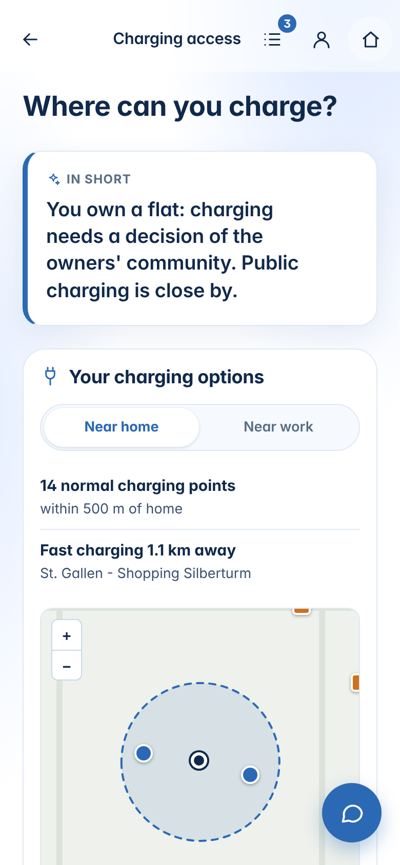 Charging access
3
Where can you charge?
IN SHORT
You own a flat: charging
needs a decision of the
owners' community. Public
charging is close by.
Your charging options
Near home
Near work
14 normal charging points
within 500 m of home
Fast charging 1.1 km away
St. Gallen - Shopping Silberturm
+
−